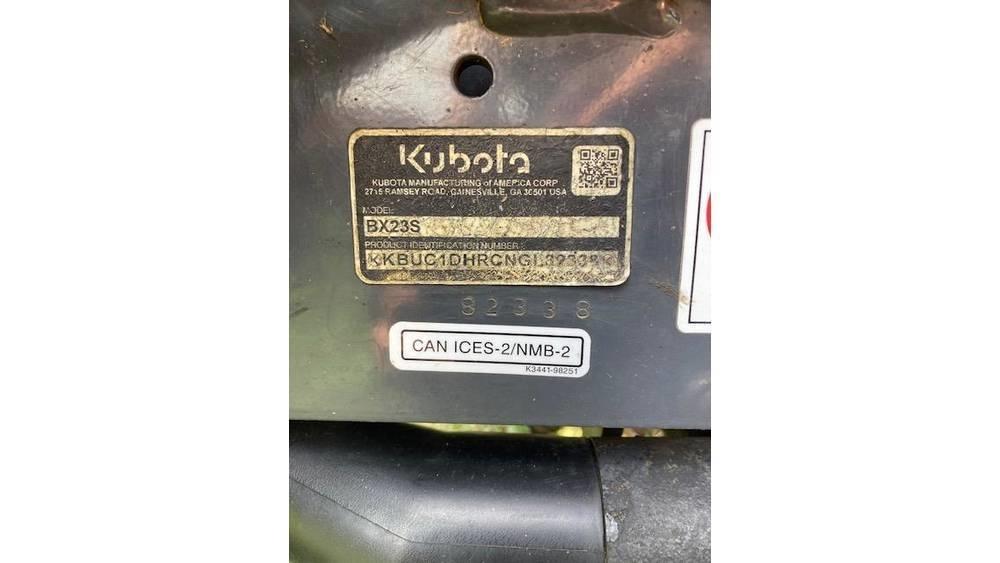 Kubota
KUBOTA MANUFACTURING of AMERICA CORP
2715 RAMSEY ROAD, GAINESVILLE, GA 30501 USA
MODEL
BX23S
PRODUCT IDENTIFICATION NUMBER
82338
CAN ICES-2/NMB-2
K3441-98251